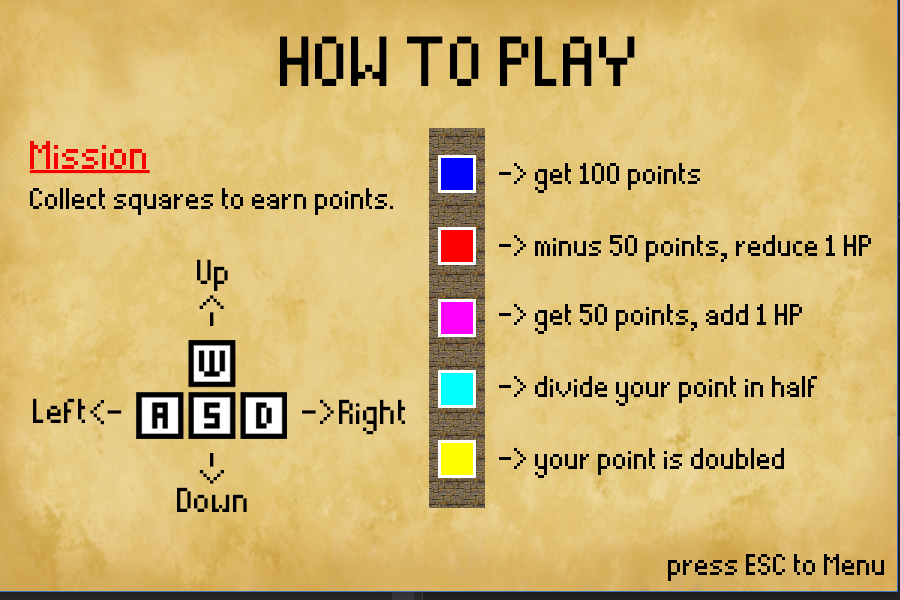 HOW TO PLAY
Mission
Collect squares to earn points.
Up
W
Left<- A S D ->Right
Down
-> get 100 points
-> minus 50 points, reduce 1 HP
-> get 50 points, add 1 HP
-> divide your point in half
-> your point is doubled
press ESC to Menu